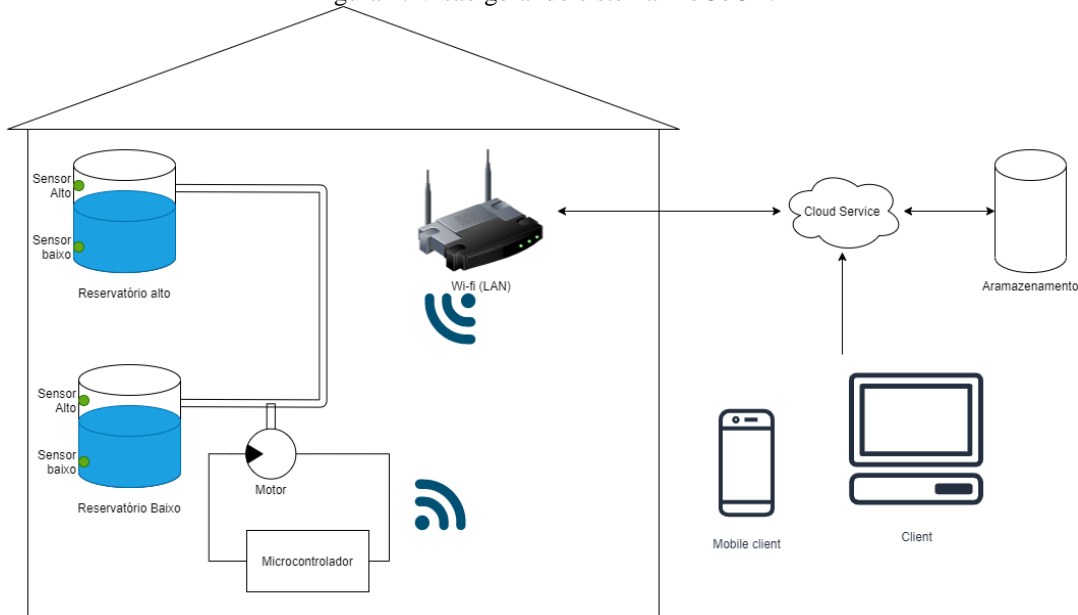 Sensor
Alto
Sensor
baixo
Reservatório alto
Wi-fi (LAN)
Cloud Service
Aramazenamento
Sensor
Alto
Sensor
baixo
Reservatório Baixo
Motor
Microcontrolador
Mobile client
Client